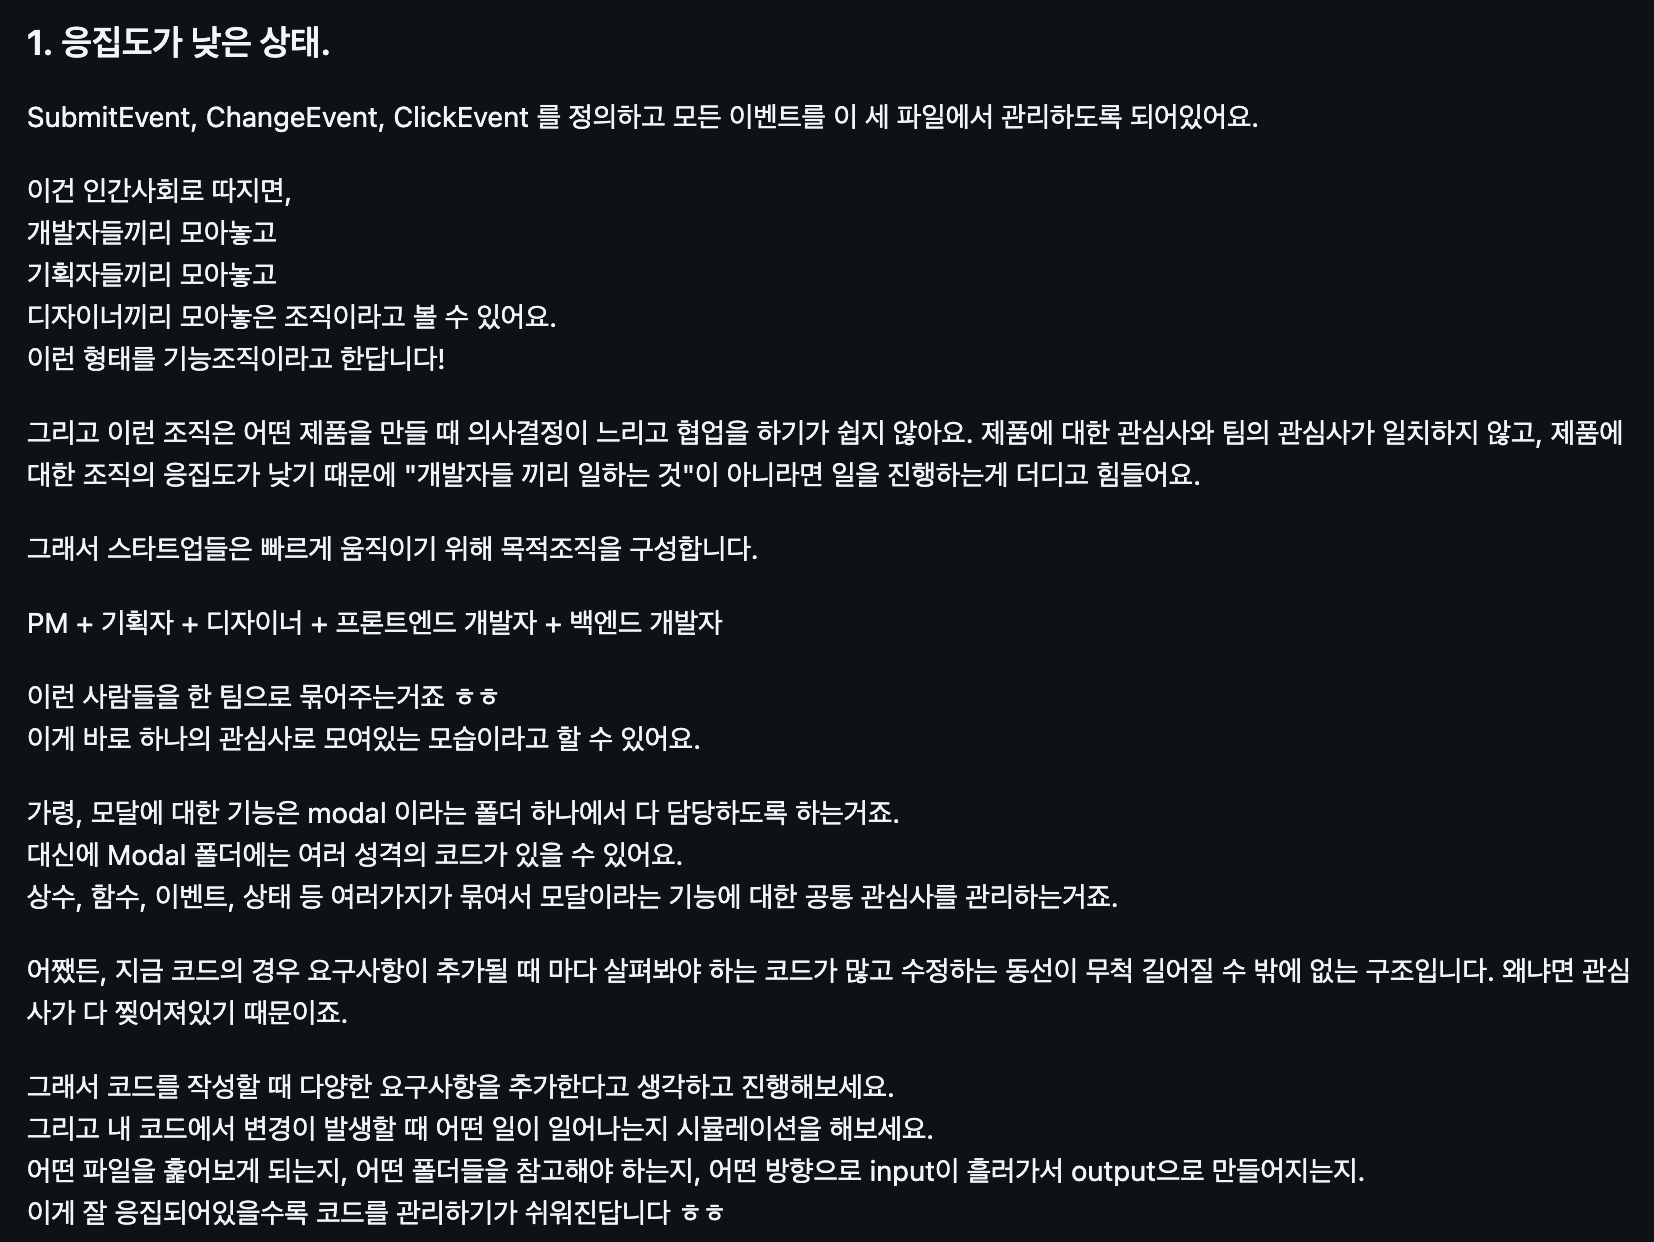 1. 응집도가 낮은 상태.
SubmitEvent, ChangeEvent, ClickEvent 를 정의하고 모든 이벤트를 이 세 파일에서 관리하도록 되어있어요.
이건 인간사회로 따지면,
개발자들끼리 모아놓고
기획자들끼리 모아놓고
디자이너끼리 모아놓은 조직이라고 볼 수 있어요.
이런 형태를 기능조직이라고 한답니다!
그리고 이런 조직은 어떤 제품을 만들 때 의사결정이 느리고 협업을 하기가 쉽지 않아요. 제품에 대한 관심사와 팀의 관심사가 일치하지 않고, 제품에
대한 조직의 응집도가 낮기 때문에 "개발자들 끼리 일하는 것"이 아니라면 일을 진행하는게 더디고 힘들어요.
그래서 스타트업들은 빠르게 움직이기 위해 목적조직을 구성합니다.
PM + 기획자 + 디자이너 + 프론트엔드 개발자 + 백엔드 개발자
이런 사람들을 한 팀으로 묶어주는거죠 ㅎㅎ
이게 바로 하나의 관심사로 모여있는 모습이라고 할 수 있어요.
가령, 모달에 대한 기능은 modal 이라는 폴더 하나에서 다 담당하도록 하는거죠.
대신에 Modal 폴더에는 여러 성격의 코드가 있을 수 있어요.
상수, 함수, 이벤트, 상태 등 여러가지가 묶여서 모달이라는 기능에 대한 공통 관심사를 관리하는거죠.
어쨌든, 지금 코드의 경우 요구사항이 추가될 때 마다 살펴봐야 하는 코드가 많고 수정하는 동선이 무척 길어질 수 밖에 없는 구조입니다. 왜냐면 관심
사가 다 찢어져있기 때문이죠.
그래서 코드를 작성할 때 다양한 요구사항을 추가한다고 생각하고 진행해보세요.
그리고 내 코드에서 변경이 발생할 때 어떤 일이 일어나는지 시뮬레이션을 해보세요.
어떤 파일을 훑어보게 되는지, 어떤 폴더들을 참고해야 하는지, 어떤 방향으로 input이 흘러가서 output으로 만들어지는지.
이게 잘 응집되어있을수록 코드를 관리하기가 쉬워진답니다 ㅎㅎ